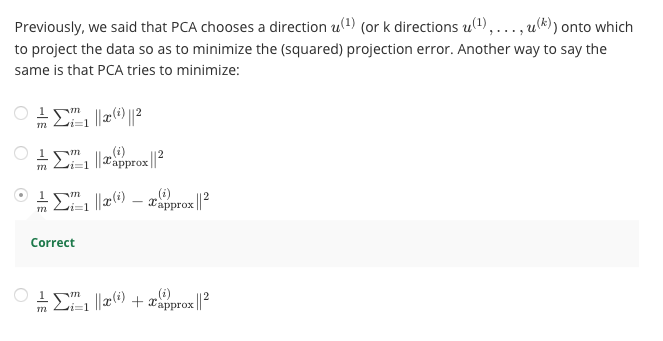 Previously, we said that PCA chooses a direction u⁽¹⁾ (or k directions u⁽¹⁾, . . . , u⁽ᵏ⁾) onto which
to project the data so as to minimize the (squared) projection error. Another way to say the
same is that PCA tries to minimize:
\frac{1}{m} \sum_{i=1}^{m} \|x^{(i)}\|^2
\frac{1}{m} \sum_{i=1}^{m} \|x_{\text{approx}}^{(i)}\|^2
\frac{1}{m} \sum_{i=1}^{m} \|x^{(i)} - x_{\text{approx}}^{(i)}\|^2
Correct
\frac{1}{m} \sum_{i=1}^{m} \|x^{(i)} + x_{\text{approx}}^{(i)}\|^2